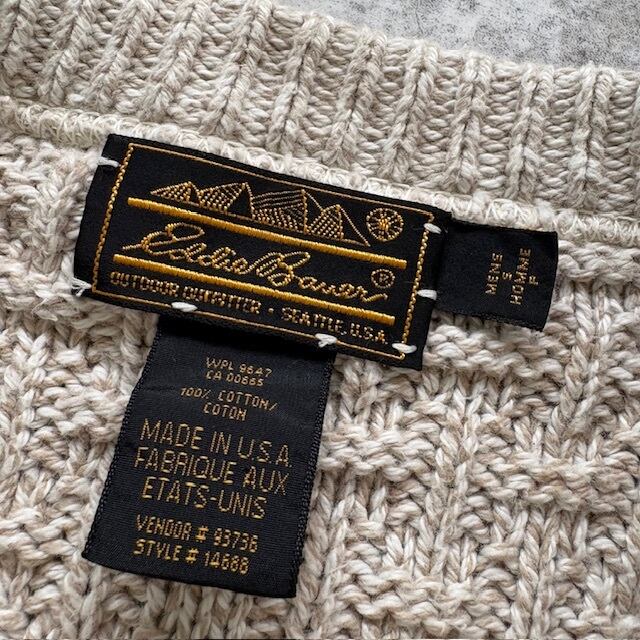 Eddie Bauer
OUTDOOR OUTFITTER • SEATTLE, U.S.A.
MENS
S
HOMME
P
WPL 9647
CA 00665
100% COTTON/
COTON
MADE IN U.S.A.
FABRIQUE AUX
ETATS-UNIS
VENDOR # 93738
STYLE # 14688